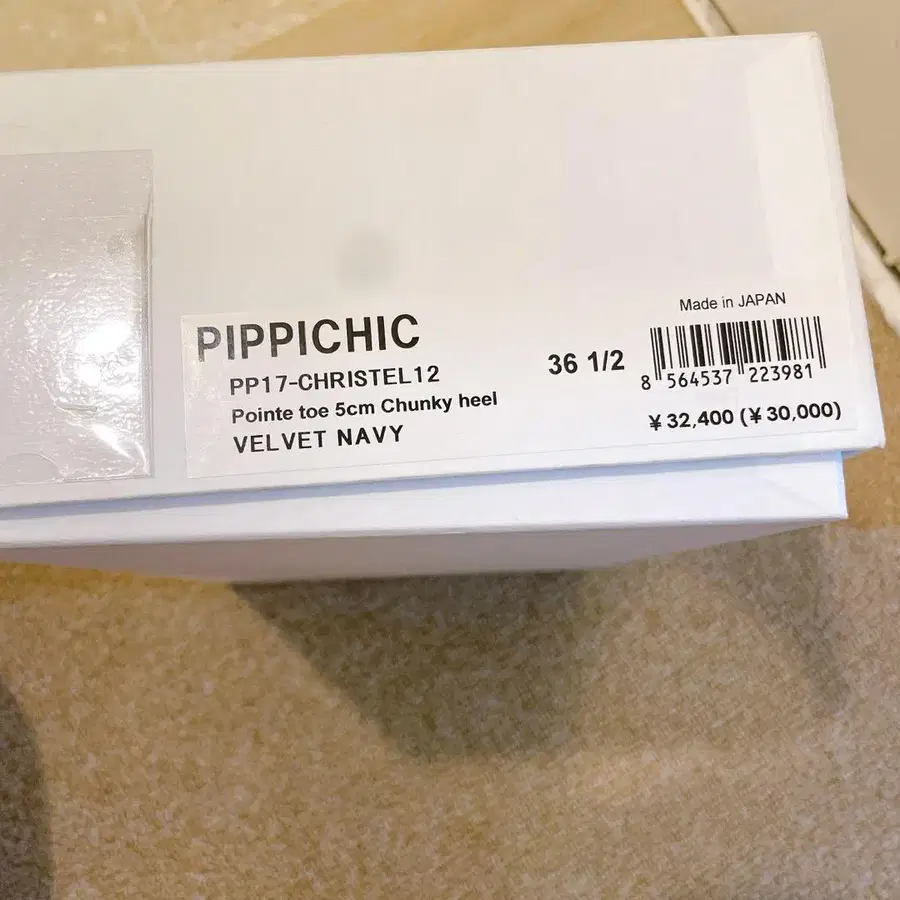 PIPPICHIC
PP17-CHRISTEL12
Pointe toe 5cm Chunky heel
VELVET NAVY
36 1/2
Made in JAPAN
8 564537 223981
¥32,400 (¥30,000)